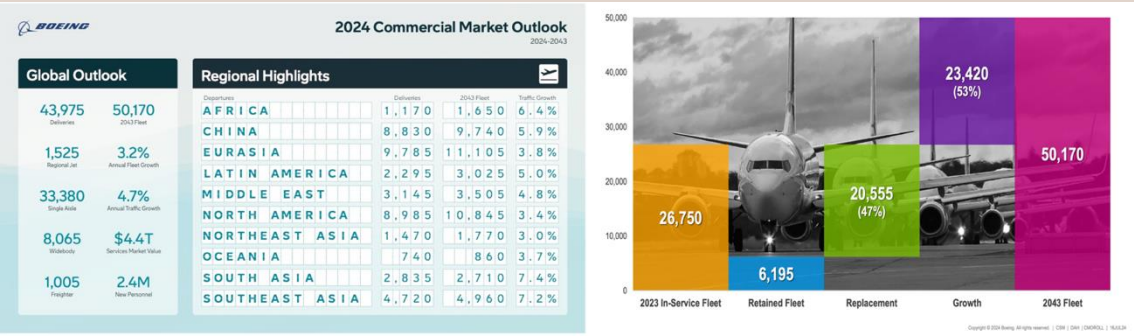 BOEING
2024 Commercial Market Outlook
2024-2043
Global Outlook
43,975 50,170
Deliveries 2043 Fleet
1,525 3.2%
Regional Jet Annual Fleet Growth
33,380 4.7%
Single Aisle Annual Traffic Growth
8,065 $4.4T
Widebody Services Market Value
1,005 2.4M
Freighter New Personnel
Regional Highlights
Departures Deliveries 2043 Fleet Traffic Growth
AFRICA 1,170 1,650 6.4%
CHINA 8,830 9,740 5.9%
EURASIA 9,785 11,105 3.8%
LATIN AMERICA 2,295 3,025 5.0%
MIDDLE EAST 3,145 3,505 4.8%
NORTH AMERICA 8,985 10,845 3.4%
NORTHEAST ASIA 1,470 1,770 3.0%
OCEANIA 740 860 3.7%
SOUTH ASIA 2,835 2,710 7.4%
SOUTHEAST ASIA 4,720 4,960 7.2%
50,000
40,000
30,000
20,000
10,000
0
26,750
6,195
20,555
(47%)
23,420
(53%)
50,170
2023 In-Service Fleet Retained Fleet Replacement Growth 2043 Fleet
Copyright © 2024 Boeing. All rights reserved.